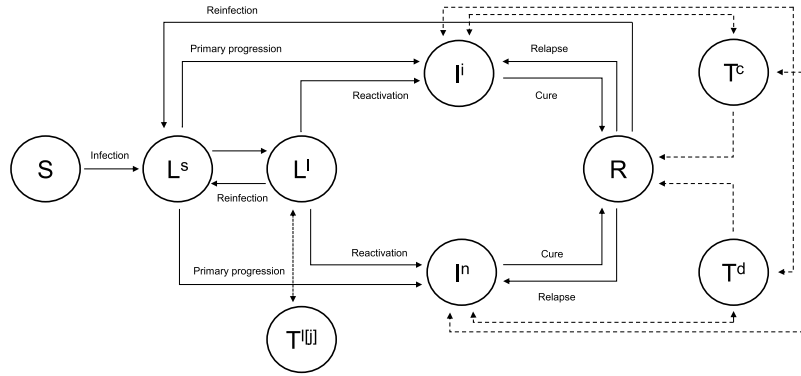 Reinfection
Primary progression
Relapse
Iⁱ
Tᶜ
Reactivation
Cure
Infection
S
Lˢ
Lˡ
R
Reinfection
Reactivation
Cure
Primary progression
Iⁿ
Tᵈ
Relapse
Tˡ[ʲ]